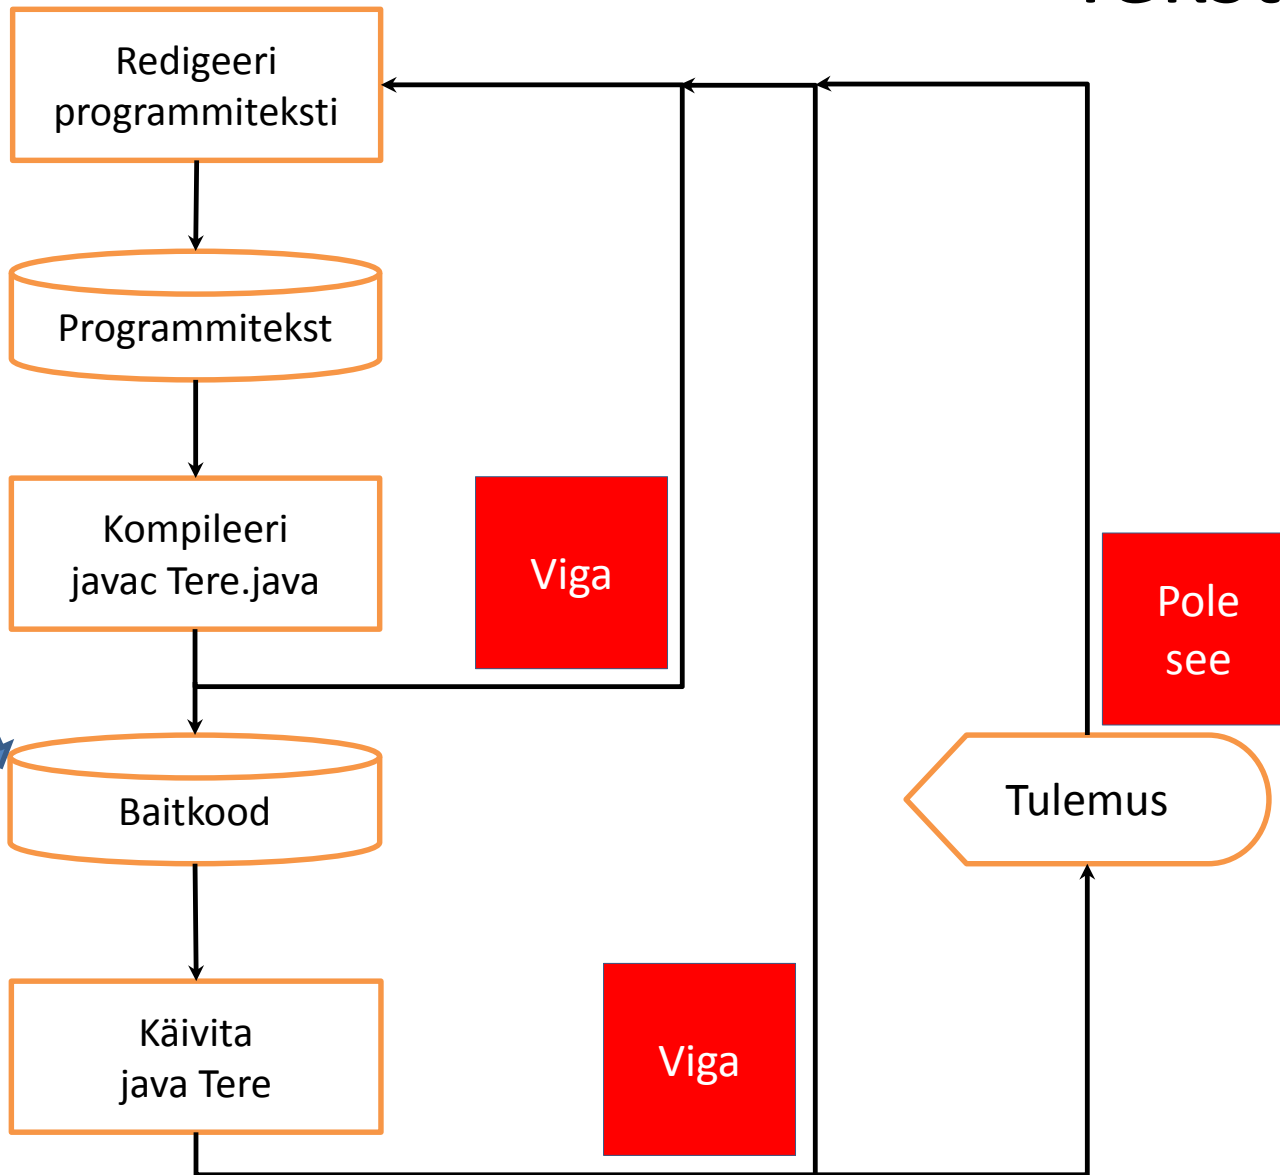 Redigeeri
programmiteksti
Programmitekst
Kompileeri
javac Tere.java
Viga
Pole
see
Baitkood
Tulemus
Käivita
java Tere
Viga